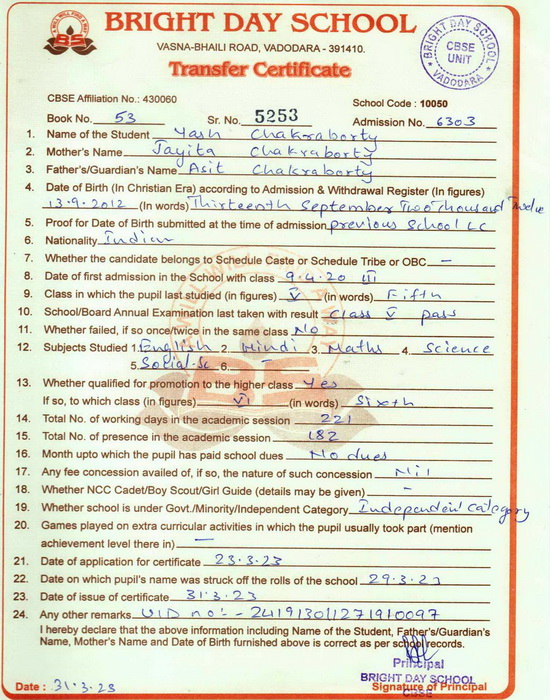 BRIGHT DAY SCHOOL
VASNA-BHAILI ROAD, VADODARA - 391410.
Transfer Certificate
BRIGHT DAY SCHOOL
CBSE
UNIT
VADODARA
CBSE Affiliation No.: 430060
School Code : 10050
Book No. 53 Sr. No. 5253 Admission No. 6303
1. Name of the Student Yash Chakraborty
2. Mother's Name Jayita Chakraborty
3. Father's/Guardian's Name Asit Chakraborty
4. Date of Birth (In Christian Era) according to Admission & Withdrawal Register (In figures)
13.9.2012 (In words) Thirteenth September Two Thousand Twelve
5. Proof for Date of Birth submitted at the time of admission previous School LC
6. Nationality Indian
7. Whether the candidate belongs to Schedule Caste or Schedule Tribe or OBC. -
8. Date of first admission in the School with class 9.4.20 III
9. Class in which the pupil last studied (in figures) V (in words) Fifth
10. School/Board Annual Examination last taken with result Class V pass
11. Whether failed, if so once/twice in the same class No
12. Subjects Studied 1. English 2. Hindi 3. Maths 4. Science
5. Social.Sc 6. -
13. Whether qualified for promotion to the higher class Yes
If so, to which class (in figures) VI (in words) Sixth
14. Total No. of working days in the academic session 221
15. Total No. of presence in the academic session 182
16. Month upto which the pupil has paid school dues No dues
17. Any fee concession availed of, if so, the nature of such concession Nil
18. Whether NCC Cadet/Boy Scout/Girl Guide (details may be given) -
19. Whether school is under Govt./Minority/Independent Category Independent Category
20. Games played on extra curricular activities in which the pupil usually took part (mention
achievement level there in) -
21. Date of application for certificate 23.3.23
22. Date on which pupil's name was struck off the rolls of the school 29.3.23
23. Date of issue of certificate 31.3.23
24. Any other remarks UID no:- 241913011271910097
I hereby declare that the above information including Name of the Student, Father's/Guardian's
Name, Mother's Name and Date of Birth furnished above is correct as per school records.
Principal
BRIGHT DAY SCHOOL
Date : 31.3.23 Signature of Principal
CBSE